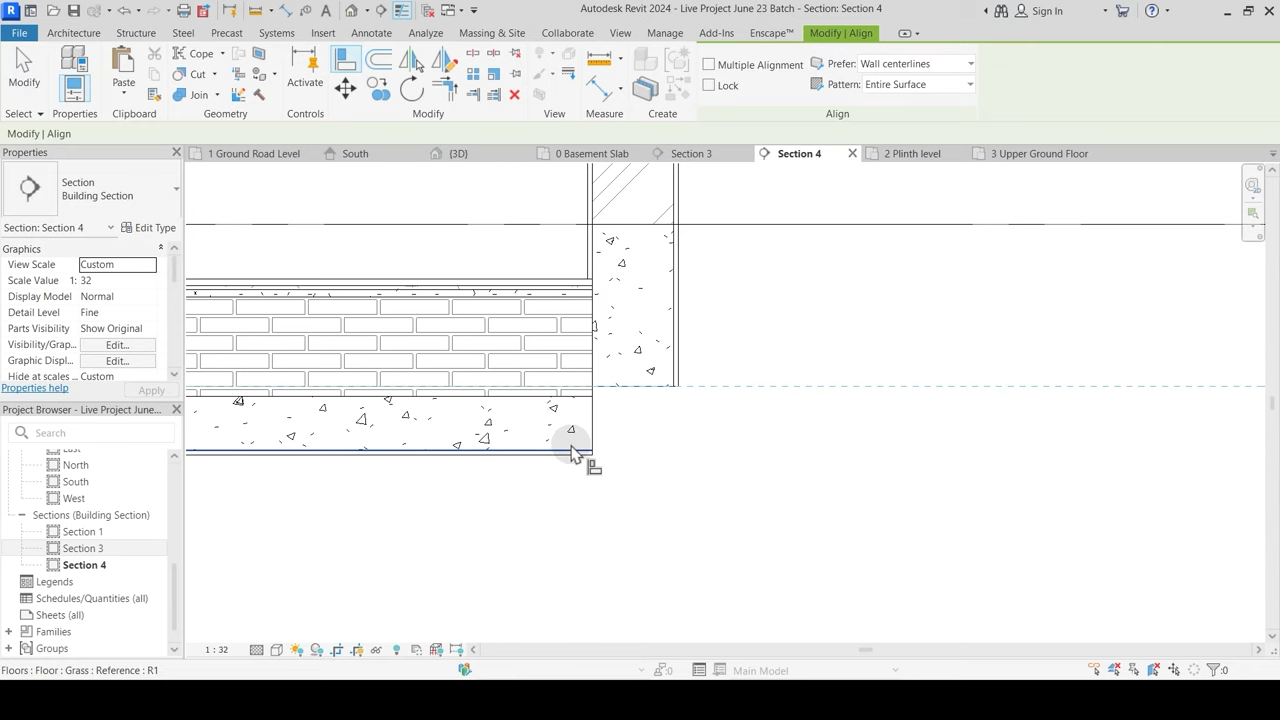 R
Autodesk Revit 2024 - Live Project June 23 Batch - Section: Section 4
Sign In
File
Architecture
Structure
Steel
Precast
Systems
Insert
Annotate
Analyze
Massing & Site
Collaborate
View
Manage
Add-Ins
Enscape™
Modify | Align
Modify
Paste
Cope
Cut
Join
Activate
Multiple Alignment
Lock
Prefer:
Wall centerlines
Pattern:
Entire Surface
Select
Properties
Clipboard
Geometry
Controls
Modify
View
Measure
Create
Align
Modify | Align
Properties
1 Ground Road Level
South
{3D}
0 Basement Slab
Section 3
Section 4
2 Plinth level
3 Upper Ground Floor
Section
Building Section
Section: Section 4
Edit Type
Graphics
View Scale
Custom
Scale Value 1:
32
Display Model
Normal
Detail Level
Fine
Parts Visibility
Show Original
Visibility/Grap...
Edit...
Graphic Displ...
Edit...
Hide at scales
Custom
Properties help
Apply
Project Browser - Live Project June...
Search
East
North
South
West
Sections (Building Section)
Section 1
Section 3
Section 4
Legends
Schedules/Quantities (all)
Sheets (all)
Families
Groups
1 : 32
Floors : Floor : Grass : Reference : R1
:0
Main Model
:0